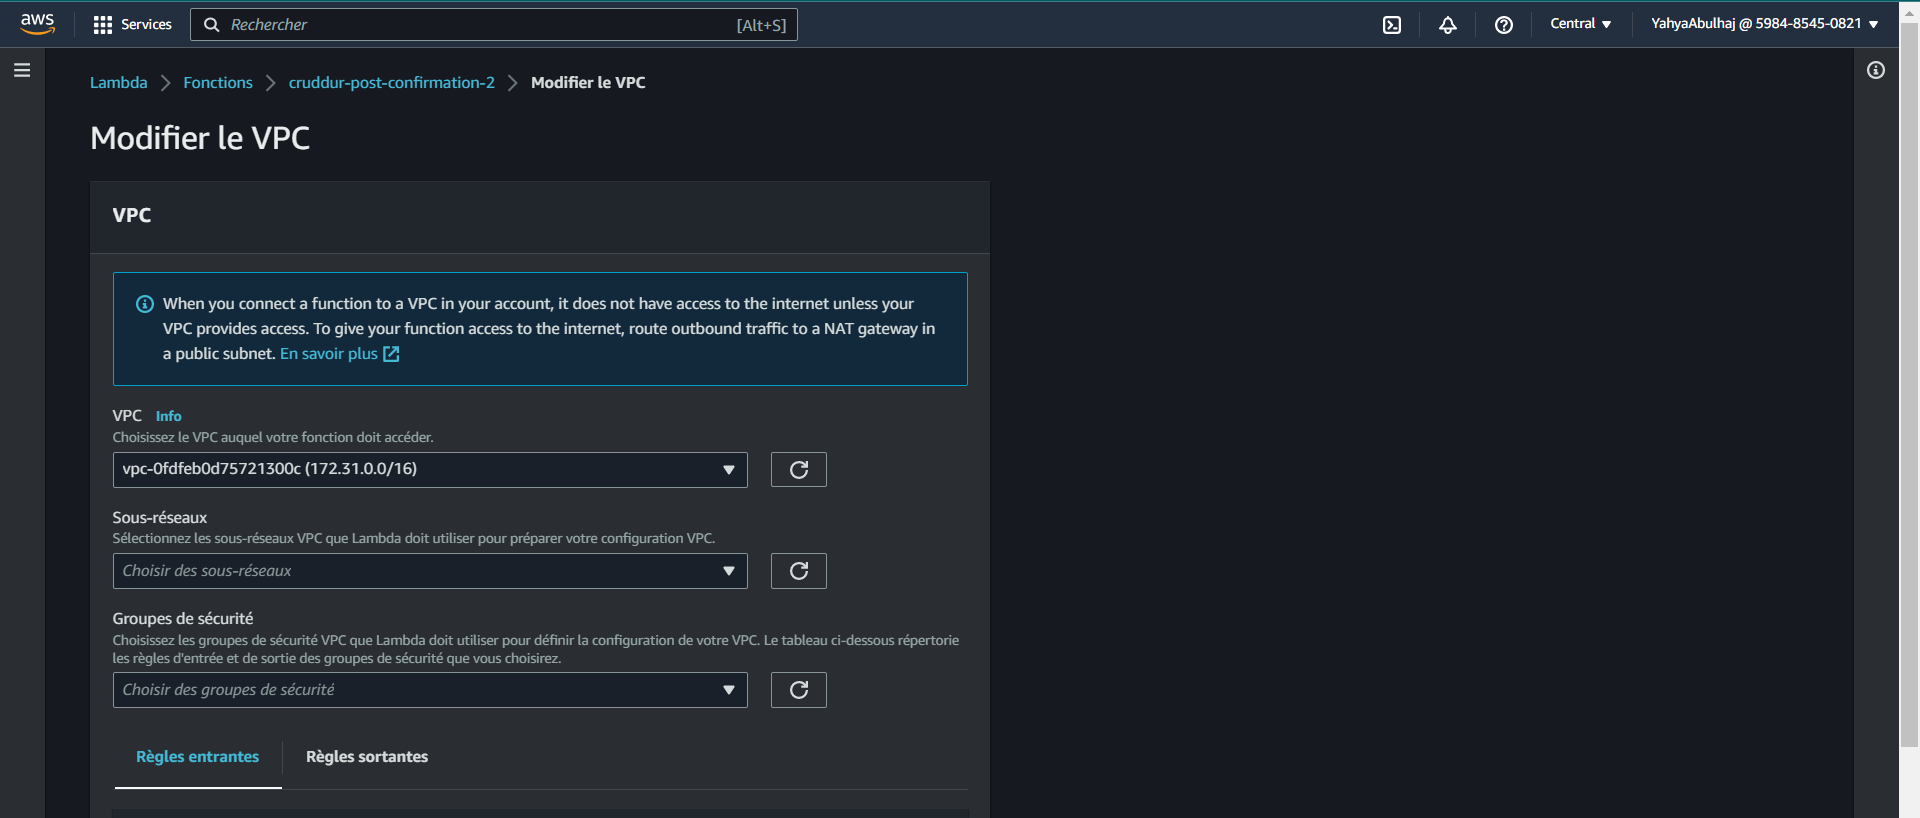 aws
Services
Rechercher
[Alt+S]
Central
YahyaAbulhaj @ 5984-8545-0821
Lambda
Fonctions
cruddur-post-confirmation-2
Modifier le VPC
Modifier le VPC
VPC
When you connect a function to a VPC in your account, it does not have access to the internet unless your
VPC provides access. To give your function access to the internet, route outbound traffic to a NAT gateway in
a public subnet. En savoir plus
VPC Info
Choisissez le VPC auquel votre fonction doit accéder.
vpc-0fdfeb0d75721300c (172.31.0.0/16)
Sous-réseaux
Sélectionnez les sous-réseaux VPC que Lambda doit utiliser pour préparer votre configuration VPC.
Choisir des sous-réseaux
Groupes de sécurité
Choisissez les groupes de sécurité VPC que Lambda doit utiliser pour définir la configuration de votre VPC. Le tableau ci-dessous répertorie
les règles d'entrée et de sortie des groupes de sécurité que vous choisirez.
Choisir des groupes de sécurité
Règles entrantes
Règles sortantes